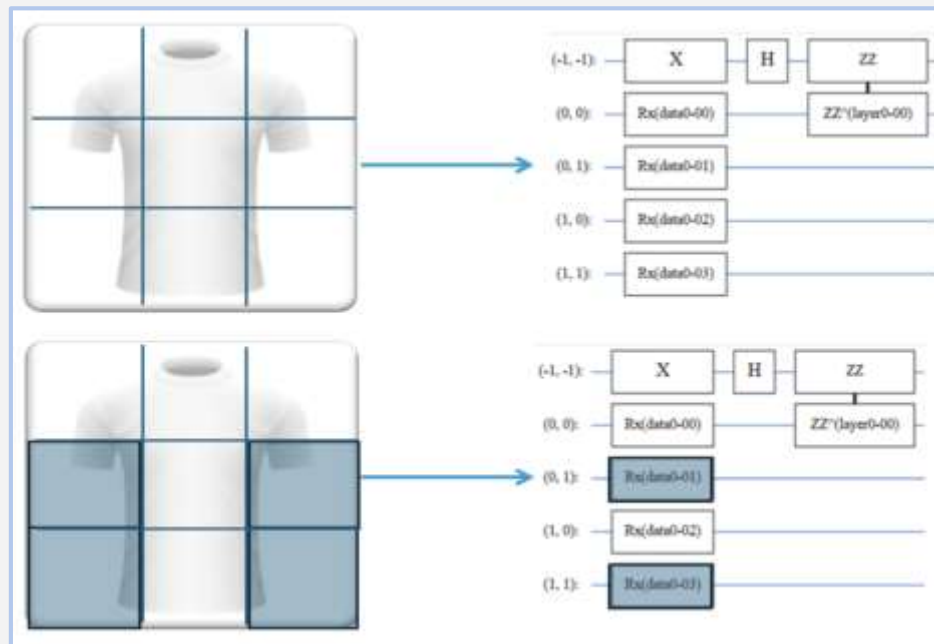 (-1, -1): X H ZZ
(0, 0): Rx(data0-00) ZZ^(layer0-00)
(0, 1): Rx(data0-01)
(1, 0): Rx(data0-02)
(1, 1): Rx(data0-03)
(-1, -1): X H ZZ
(0, 0): Rx(data0-00) ZZ^(layer0-00)
(0, 1): Rx(data0-01)
(1, 0): Rx(data0-02)
(1, 1): Rx(data0-03)